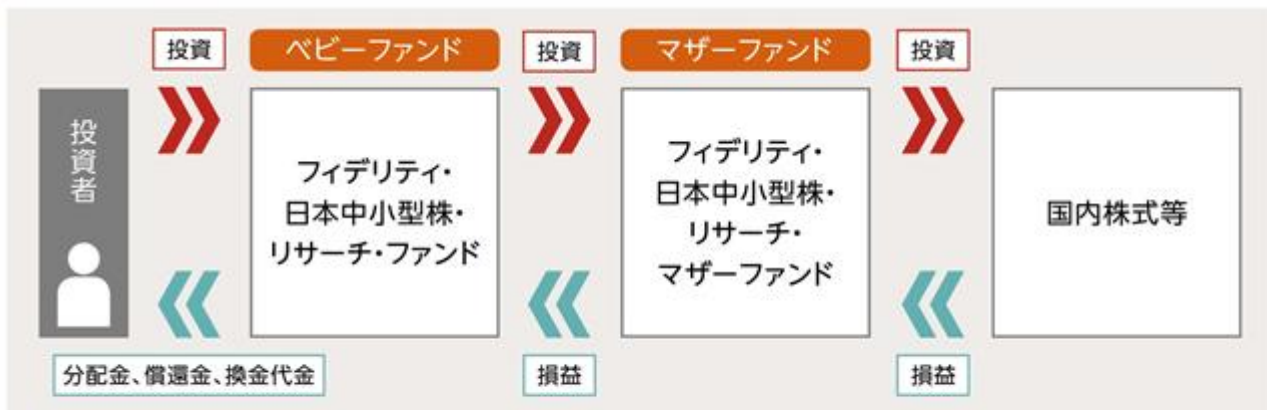 投資
ベビーファンド
投資
マザーファンド
投資
投資者
フィデリティ・
日本中小型株・
リサーチ・ファンド
フィデリティ・
日本中小型株・
リサーチ・
マザーファンド
国内株式等
分配金、償還金、換金代金
損益
損益